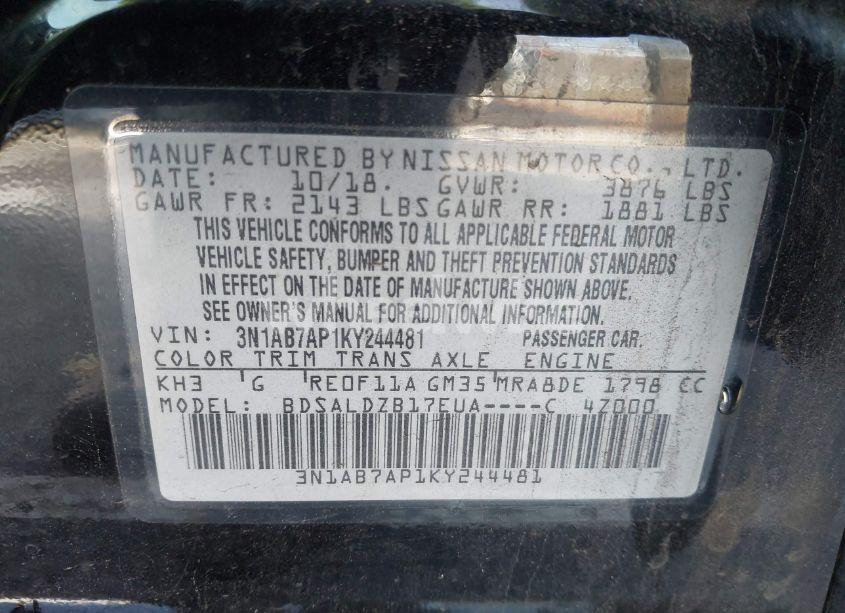 MANUFACTURED BY NISSAN MOTOR CO., LTD.
DATE: 10/18. GVWR: 3876 LBS
GAWR FR: 2143 LBS GAWR RR: 1881 LBS
THIS VEHICLE CONFORMS TO ALL APPLICABLE FEDERAL MOTOR
VEHICLE SAFETY, BUMPER AND THEFT PREVENTION STANDARDS
IN EFFECT ON THE DATE OF MANUFACTURE SHOWN ABOVE.
SEE OWNER'S MANUAL FOR ADDITIONAL INFORMATION.
VIN: 3N1AB7AP1KY244481 PASSENGER CAR.
COLOR TRIM TRANS AXLE ENGINE
KH3 G RE0F11A GM35 MRA8DE 1798 CC
MODEL: BDSALDZB17EUA----C 4Z000
3N1AB7AP1KY244481